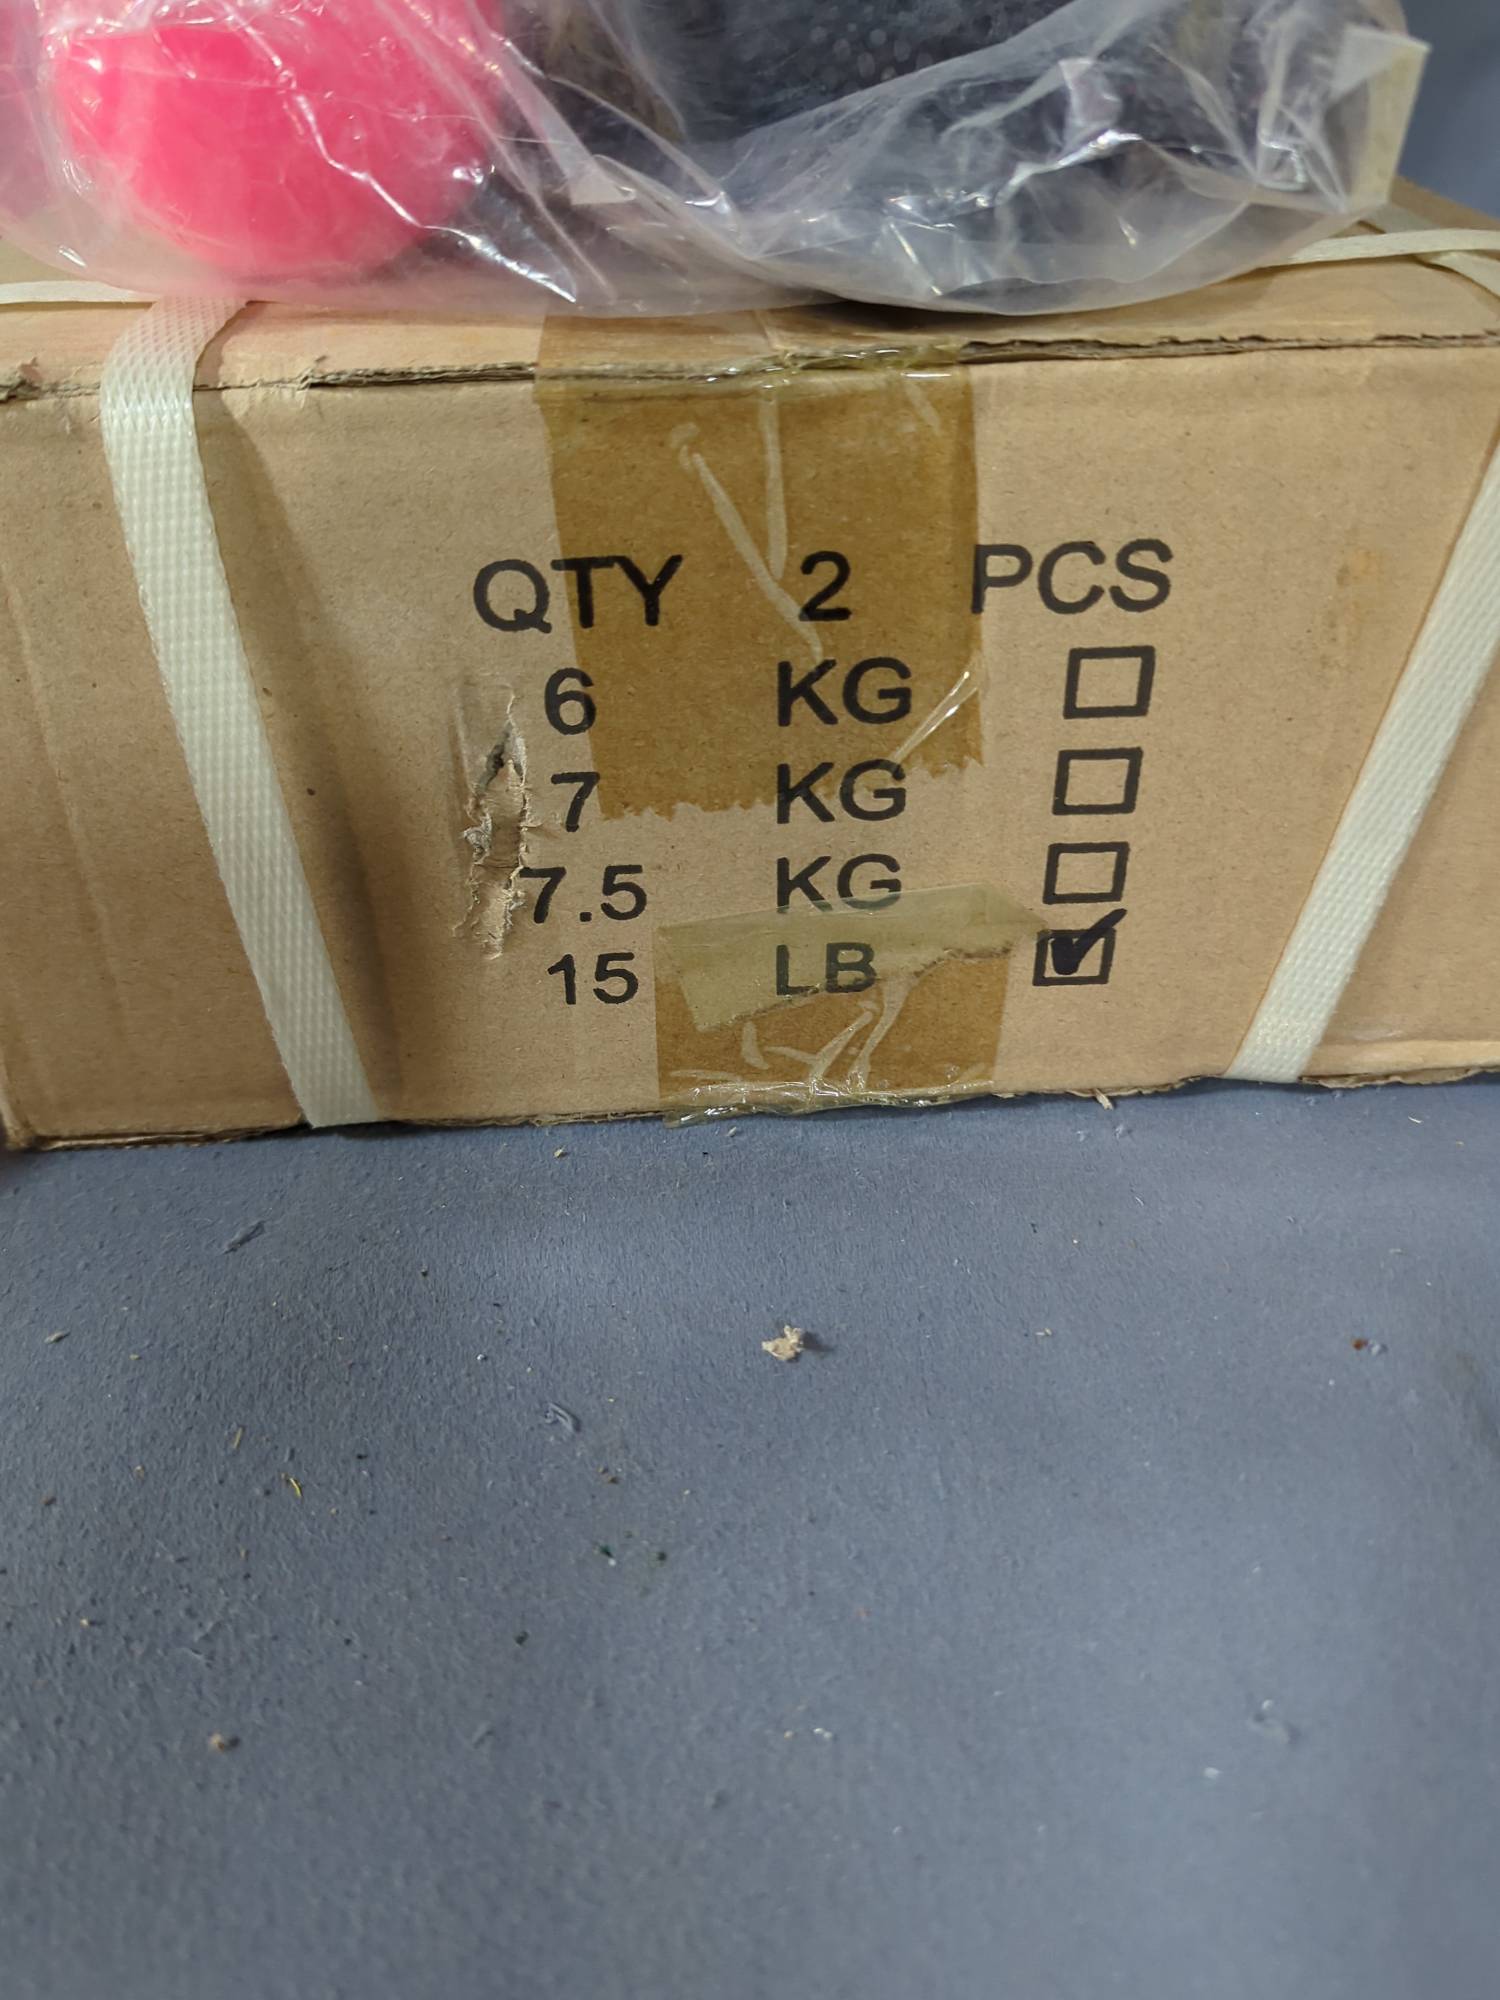 QTY 2 PCS
6 KG ☐
7 KG ☐
7.5 KG ☐
15 LB ☑